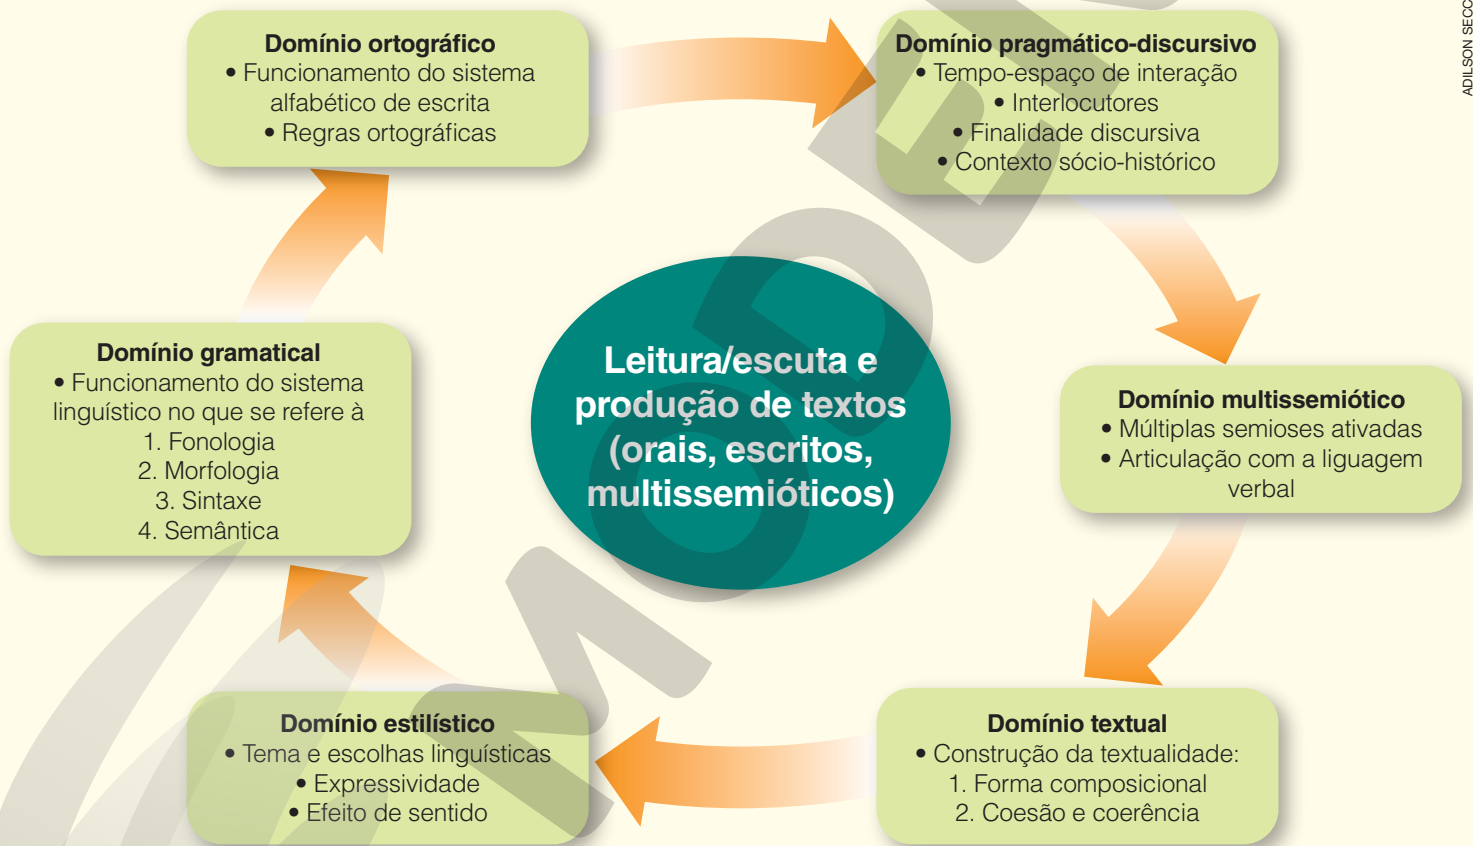 Domínio ortográfico
• Funcionamento do sistema
alfabético de escrita
• Regras ortográficas
Domínio pragmático-discursivo
• Tempo-espaço de interação
• Interlocutores
• Finalidade discursiva
• Contexto sócio-histórico
ADILSON SECC
Domínio gramatical
• Funcionamento do sistema
linguístico no que se refere à
1. Fonologia
2. Morfologia
3. Sintaxe
4. Semântica
Leitura/escuta e
produção de textos
(orais, escritos,
multissemióticos)
Domínio multissemiótico
• Múltiplas semioses ativadas
• Articulação com a liguagem
verbal
Domínio estilístico
• Tema e escolhas linguísticas
• Expressividade
• Efeito de sentido
Domínio textual
• Construção da textualidade:
1. Forma composicional
2. Coesão e coerência